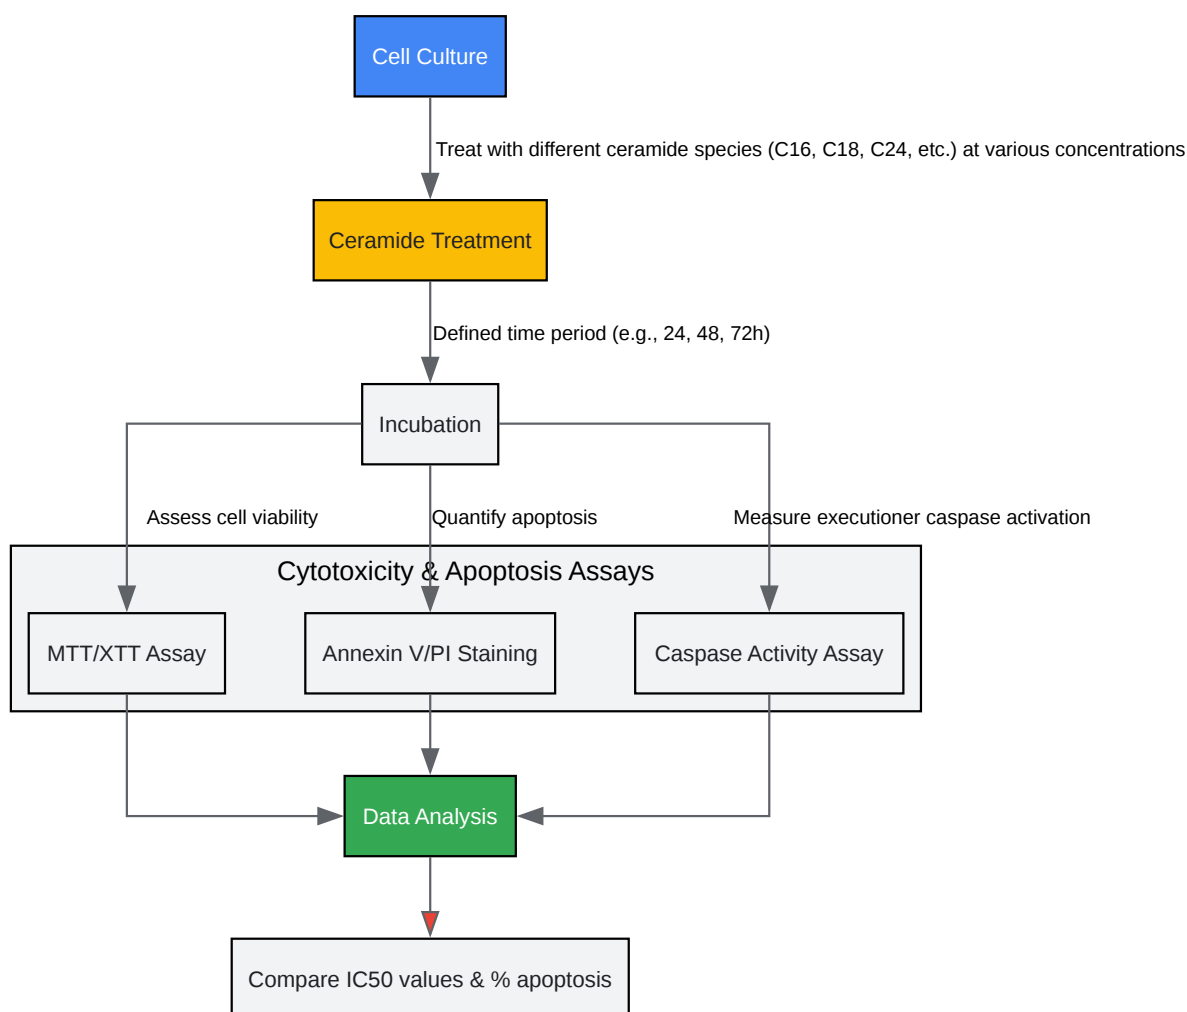 Cell Culture
Treat with different ceramide species (C16, C18, C24, etc.) at various concentrations
Ceramide Treatment
Defined time period (e.g., 24, 48, 72h)
Incubation
Assess cell viability
Quantify apoptosis
Measure executioner caspase activation
Cytotoxicity & Apoptosis Assays
MTT/XTT Assay
Annexin V/PI Staining
Caspase Activity Assay
Data Analysis
Compare IC50 values & % apoptosis